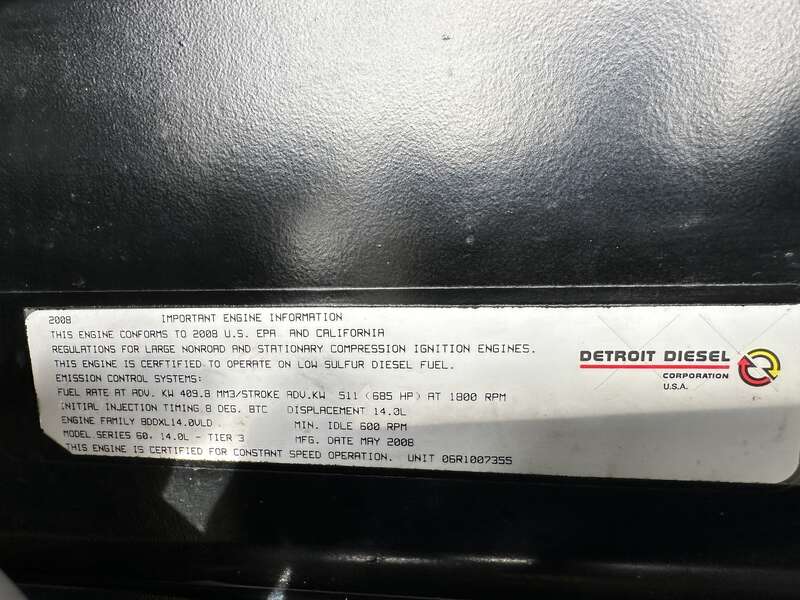 2008 IMPORTANT ENGINE INFORMATION
THIS ENGINE CONFORMS TO 2008 U.S. EPA AND CALIFORNIA
REGULATIONS FOR LARGE NONROAD AND STATIONARY COMPRESSION IGNITION ENGINES.
THIS ENGINE IS CERFTIFIED TO OPERATE ON LOW SULFUR DIESEL FUEL.
EMISSION CONTROL SYSTEMS:
FUEL RATE AT ADV. KW 409.8 MM3/STROKE ADV.KW 511 (685 HP) AT 1800 RPM
INITIAL INJECTION TIMING 8 DEG. BTC DISPLACEMENT 14.0L
ENGINE FAMILY 8DDXL14.0VLD MIN. IDLE 600 RPM
MODEL SERIES 60, 14.0L - TIER 3 MFG. DATE MAY 2008
THIS ENGINE IS CERTIFIED FOR CONSTANT SPEED OPERATION. UNIT 06R1007355
DETROIT DIESEL
CORPORATION
U.S.A.